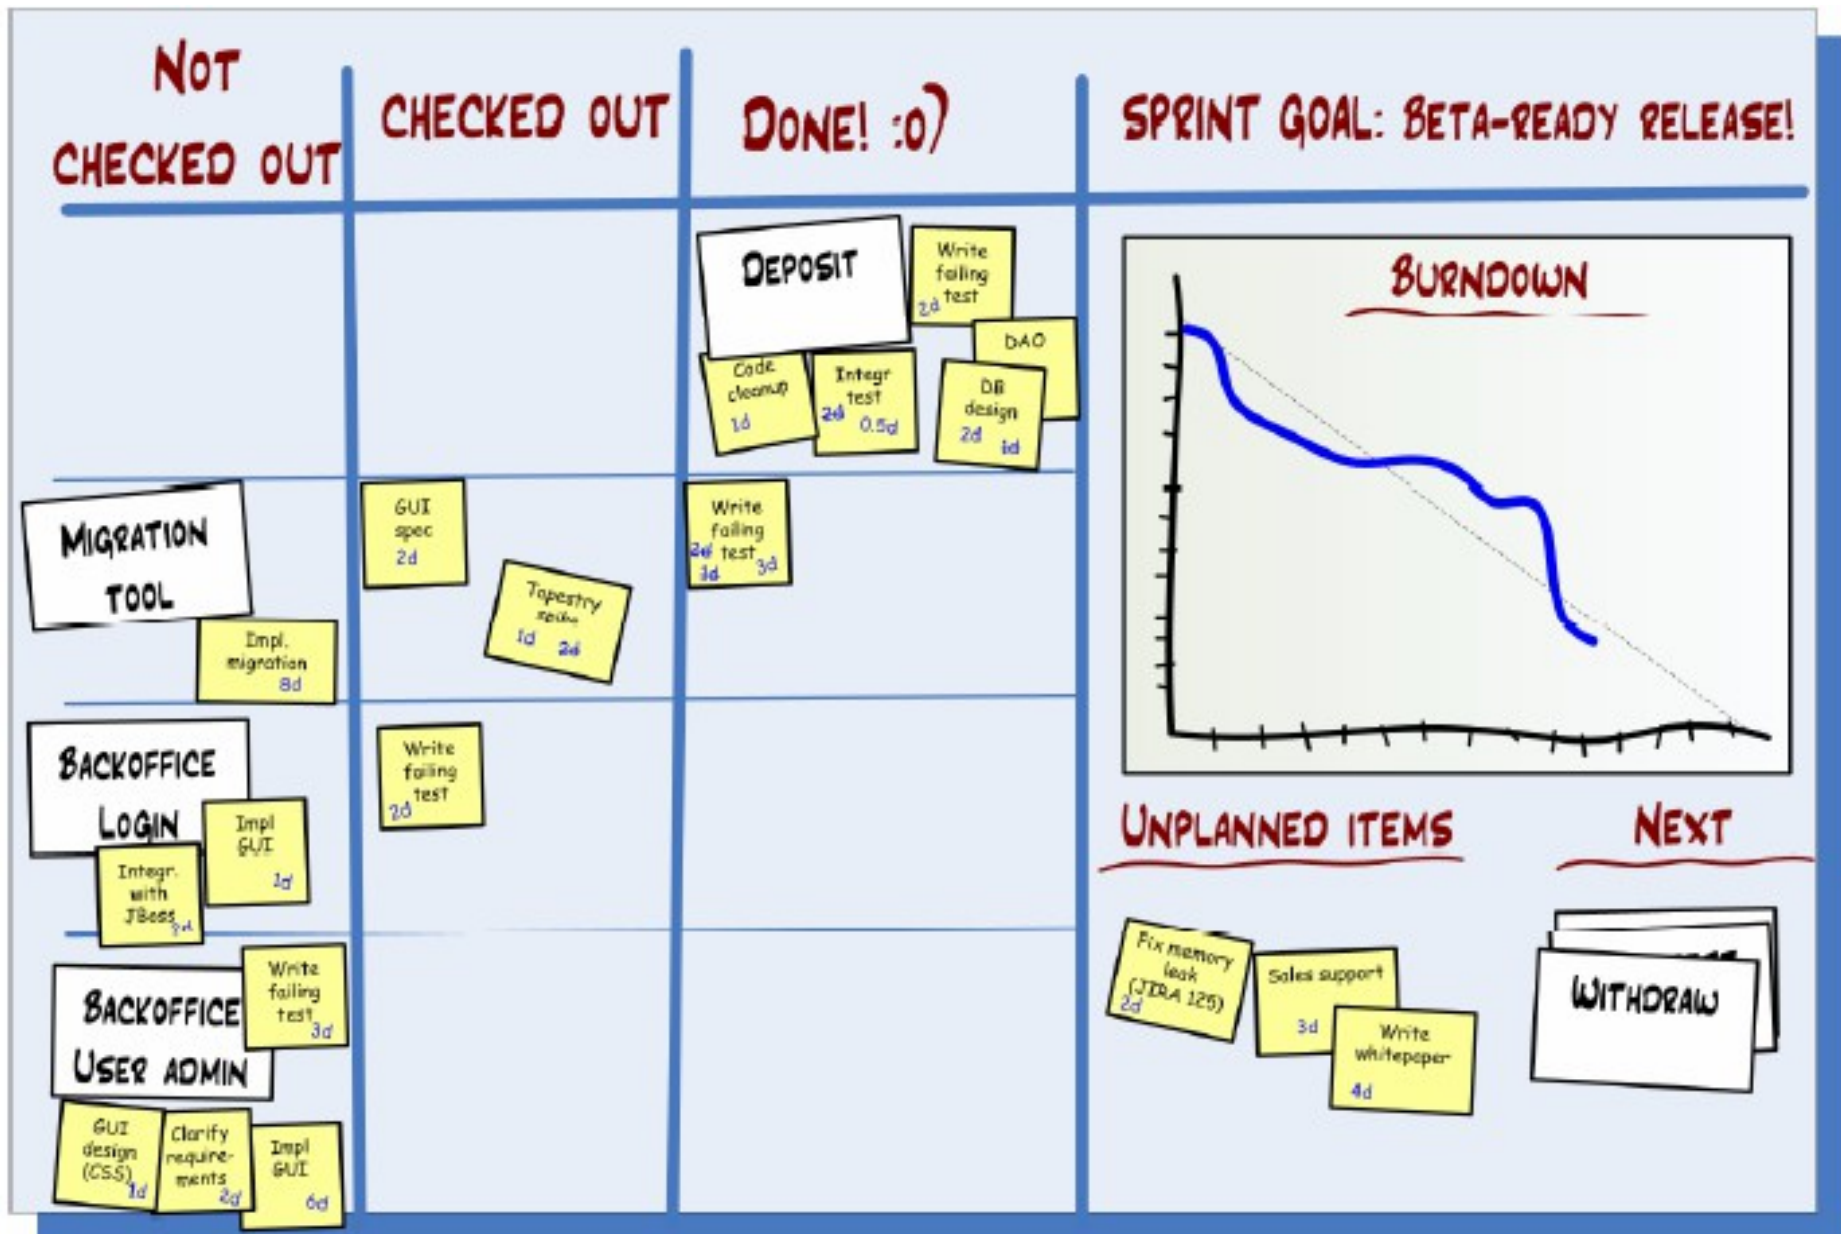 NOT
CHECKED OUT
CHECKED OUT
DONE! :o)
SPRINT GOAL: BETA-READY RELEASE!
DEPOSIT
Write
failing
test
2d
DAO
Code
cleanup
1d
Integr
test
2d
0.5d
DB
design
2d
1d
BURNDOWN
MIGRATION
TOOL
Impl.
migration
8d
GUI
spec
2d
Tapestry
spike
1d 2d
Write
failing
test
2d
3d
BACKOFFICE
LOGIN
Impl
GUI
1d
Integr.
with
JBoss
Write
failing
test
2d
UNPLANNED ITEMS
NEXT
BACKOFFICE
USER ADMIN
Write
failing
test
3d
GUI
design
(CSS)
1d
Clarify
require-
ments
2d
Impl
GUI
6d
Fix memory
leak
(JIRA 125)
2d
Sales support
3d
Write
whitepaper
4d
WITHDRAW